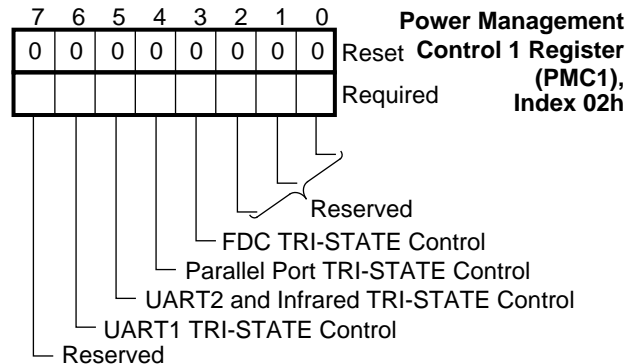 7 6 5 4 3 2 1 0
Power Management
0 0 0 0 0 0 0 0 Reset Control 1 Register
(PMC1),
Required
Index 02h
Reserved
FDC TRI-STATE Control
Parallel Port TRI-STATE Control
UART2 and Infrared TRI-STATE Control
UART1 TRI-STATE Control
Reserved